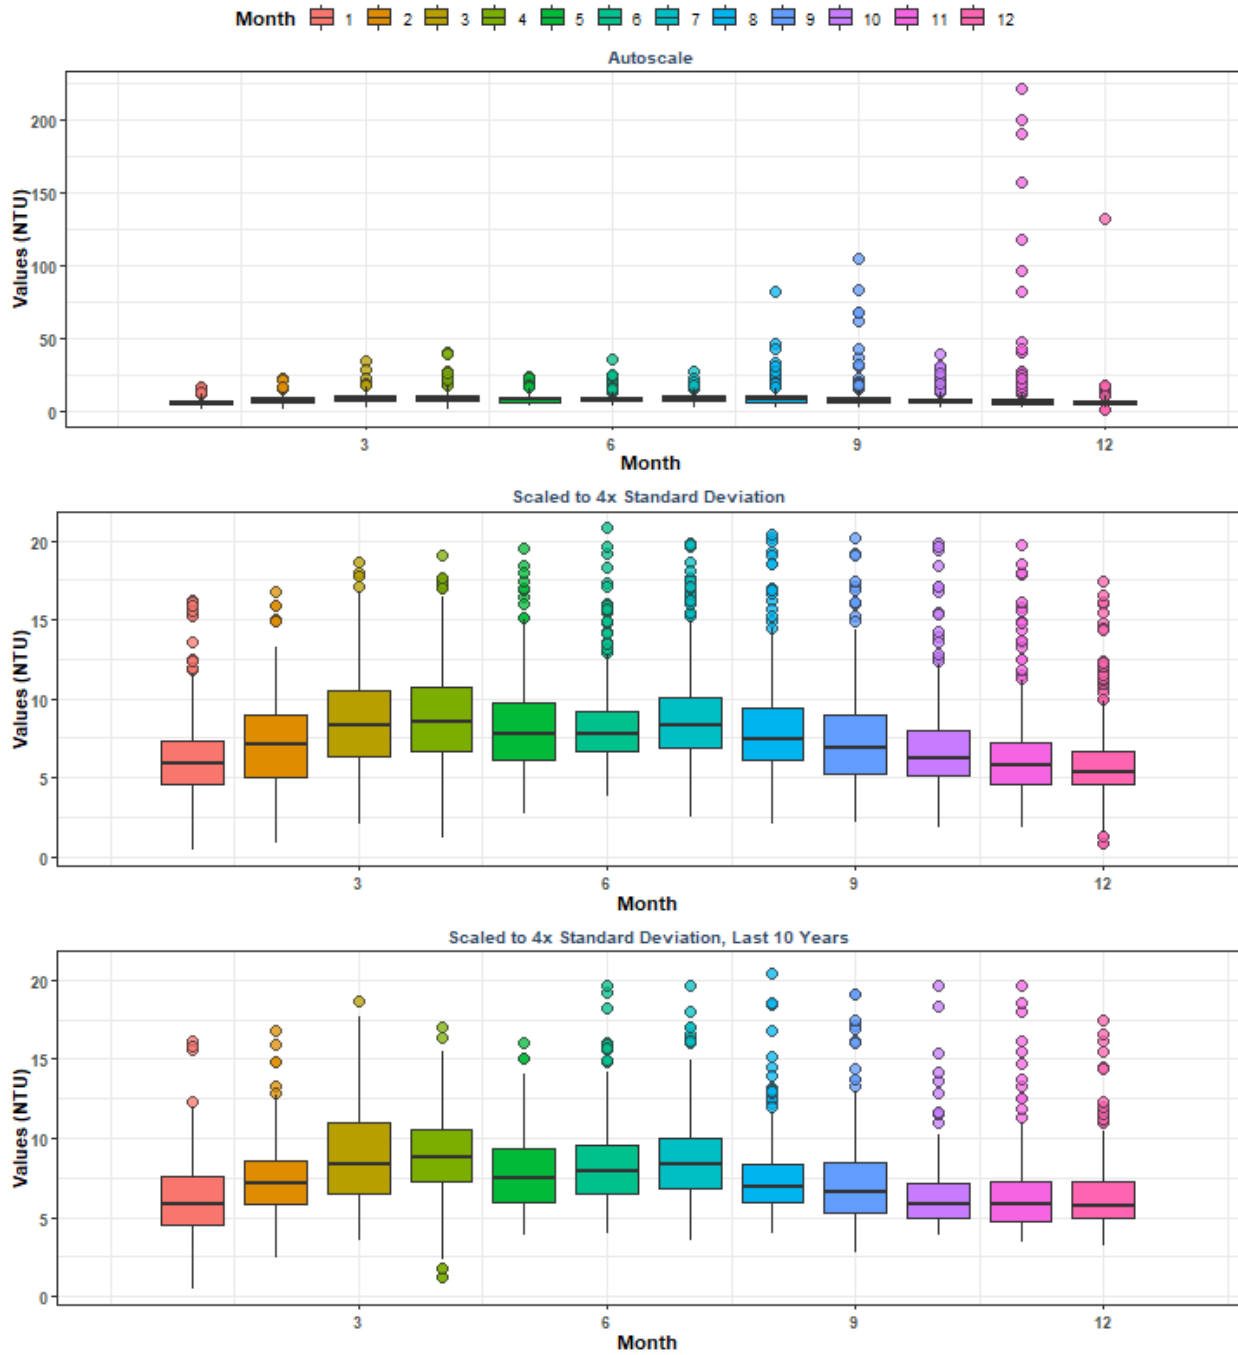 Month 1 2 3 4 5 6 7 8 9 10 11 12
Autoscale
Values (NTU)
200
150
100
50
0
3 6 9 12
Month
Scaled to 4x Standard Deviation
Values (NTU)
20
15
10
5
0
3 6 9 12
Month
Scaled to 4x Standard Deviation, Last 10 Years
Values (NTU)
20
15
10
5
0
3 6 9 12
Month